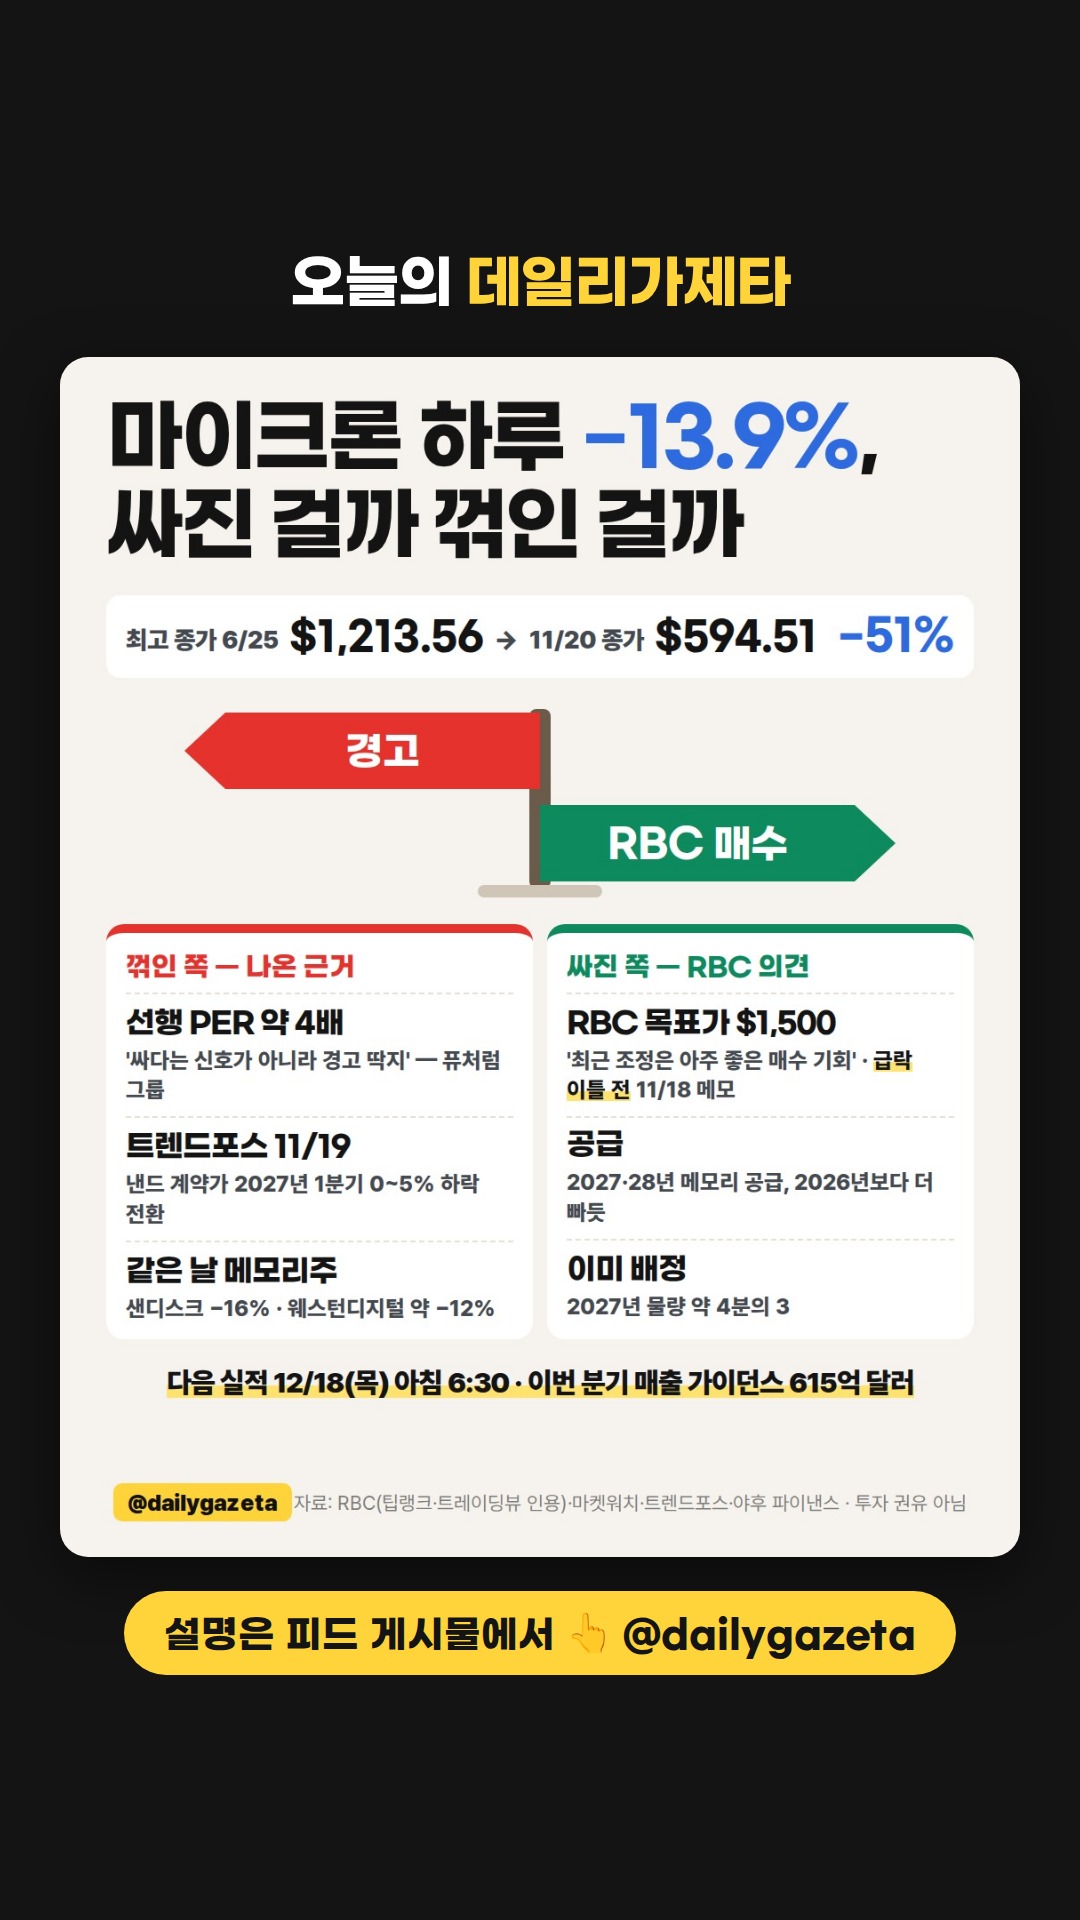 오늘의 데일리가제타
마이크론 하루 −13.9%,
싸진 걸까 꺾인 걸까
최고 종가 6/25 $1,213.56 → 11/20 종가 $594.51 −51%
경고
RBC 매수
꺾인 쪽 — 나온 근거
선행 PER 약 4배
'싸다는 신호가 아니라 경고 딱지' — 퓨처럼
그룹
트렌드포스 11/19
낸드 계약가 2027년 1분기 0~5% 하락
전환
같은 날 메모리주
샌디스크 −16% · 웨스턴디지털 약 −12%
싸진 쪽 — RBC 의견
RBC 목표가 $1,500
'최근 조정은 아주 좋은 매수 기회' · 급락
이틀 전 11/18 메모
공급
2027·28년 메모리 공급, 2026년보다 더
빠듯
이미 배정
2027년 물량 약 4분의 3
다음 실적 12/18(목) 아침 6:30 · 이번 분기 매출 가이던스 615억 달러
@dailygazeta 자료: RBC(팁랭크·트레이딩뷰 인용)·마켓워치·트렌드포스·야후 파이낸스 · 투자 권유 아님
설명은 피드 게시물에서 👆 @dailygazeta